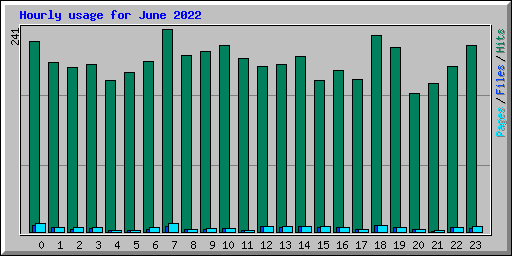 Hourly usage for June 2022
241
Pages/Files/Hits
0 1 2 3 4 5 6 7 8 9 10 11 12 13 14 15 16 17 18 19 20 21 22 23